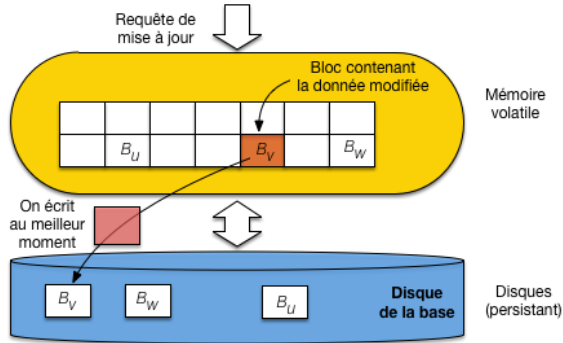 Requête de
mise à jour
Bloc contenant
la donnée modifiée
Mémoire
volatile
Bu
Bv
Bw
On écrit
au meilleur
moment
Bv
Bw
Bu
Disque
de la base
Disques
(persistant)